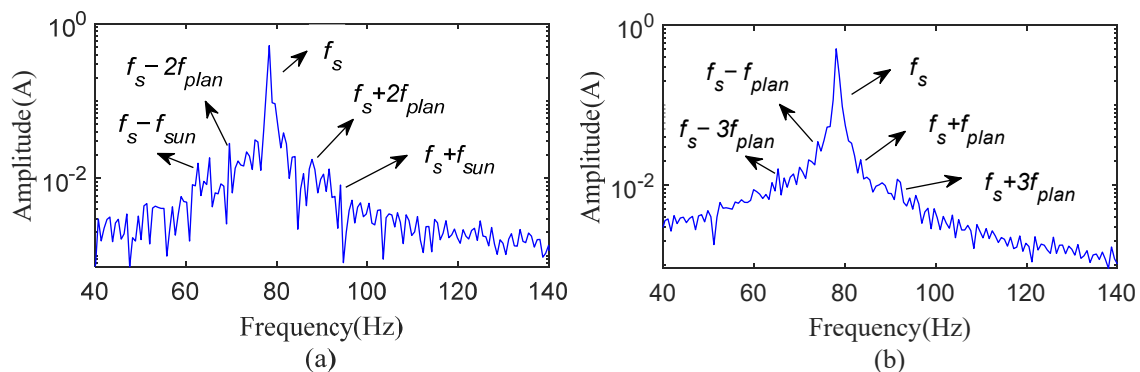 10^0
10^-2
Amplitude(A)
f_s
f_s−2f_plan
f_s+2f_plan
f_s−f_sun
f_s+f_sun
40 60 80 100 120 140
Frequency(Hz)
(a)
10^0
10^-2
Amplitude(A)
f_s
f_s−f_plan
f_s−3f_plan
f_s+f_plan
f_s+3f_plan
40 60 80 100 120 140
Frequency(Hz)
(b)